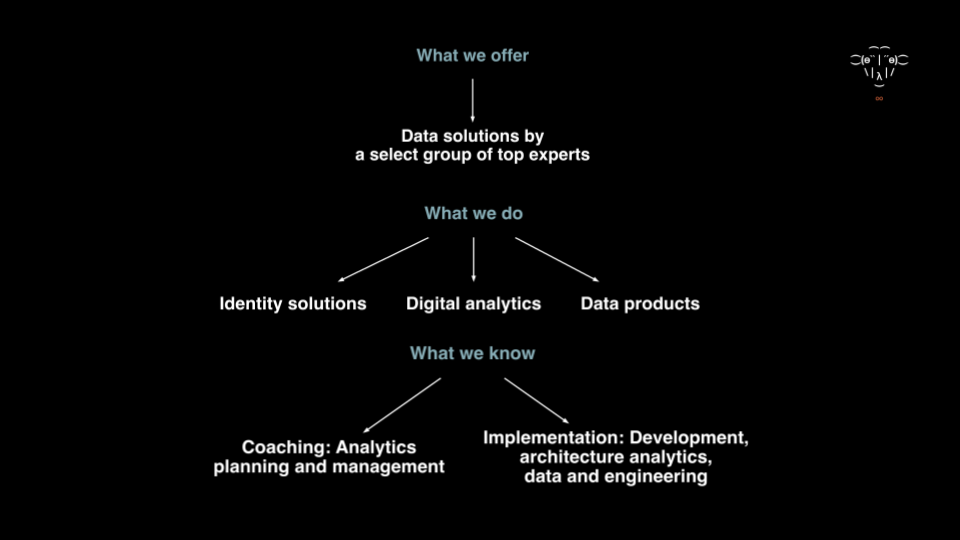 What we offer
Data solutions by
a select group of top experts
What we do
Identity solutions
Digital analytics
Data products
What we know
Coaching: Analytics
planning and management
Implementation: Development,
architecture analytics,
data and engineering